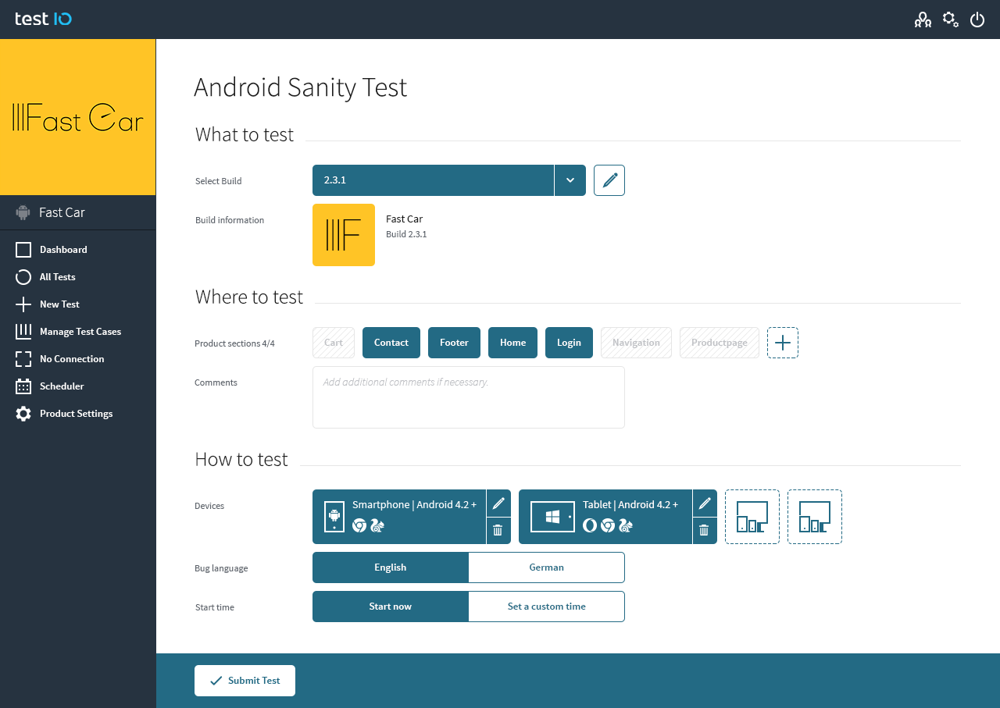 test IO
Fast Car
Fast Car
Dashboard
All Tests
New Test
Manage Test Cases
No Connection
Scheduler
Product Settings
Android Sanity Test
What to test
Select Build
2.3.1
Build information
F
Fast Car
Build 2.3.1
Where to test
Product sections 4/4
Cart
Contact
Footer
Home
Login
Navigation
Productpage
Comments
Add additional comments if necessary.
How to test
Devices
Smartphone | Android 4.2 +
Tablet | Android 4.2 +
Bug language
English
German
Start time
Start now
Set a custom time
Submit Test